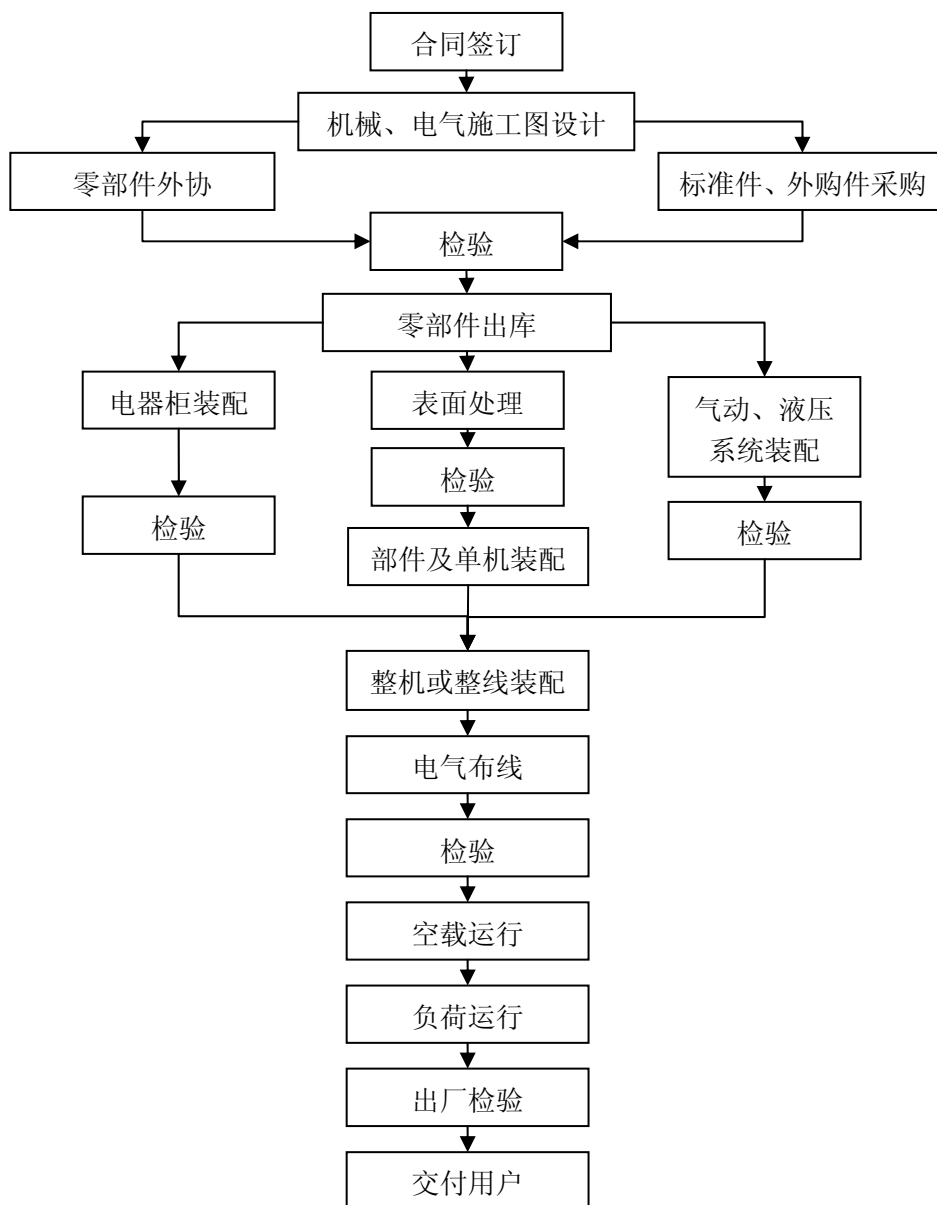 合同签订
机械、电气施工图设计
零部件外协
标准件、外购件采购
检验
零部件出库
电器柜装配
表面处理
气动、液压
系统装配
检验
检验
检验
部件及单机装配
整机或整线装配
电气布线
检验
空载运行
负荷运行
出厂检验
交付用户